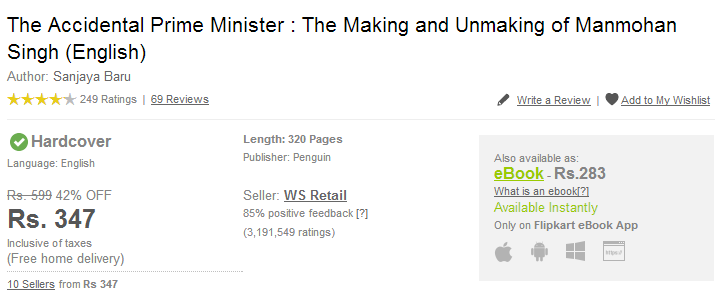 The Accidental Prime Minister : The Making and Unmaking of Manmohan
Singh (English)
Author: Sanjaya Baru
249 Ratings | 69 Reviews
Write a Review | Add to My Wishlist
Hardcover
Language: English
Rs. 599 42% OFF
Rs. 347
Inclusive of taxes
(Free home delivery)
10 Sellers from Rs 347
Length: 320 Pages
Publisher: Penguin
Seller: WS Retail
85% positive feedback [?]
(3,191,549 ratings)
Also available as:
eBook - Rs.283
What is an ebook[?]
Available Instantly
Only on Flipkart eBook App